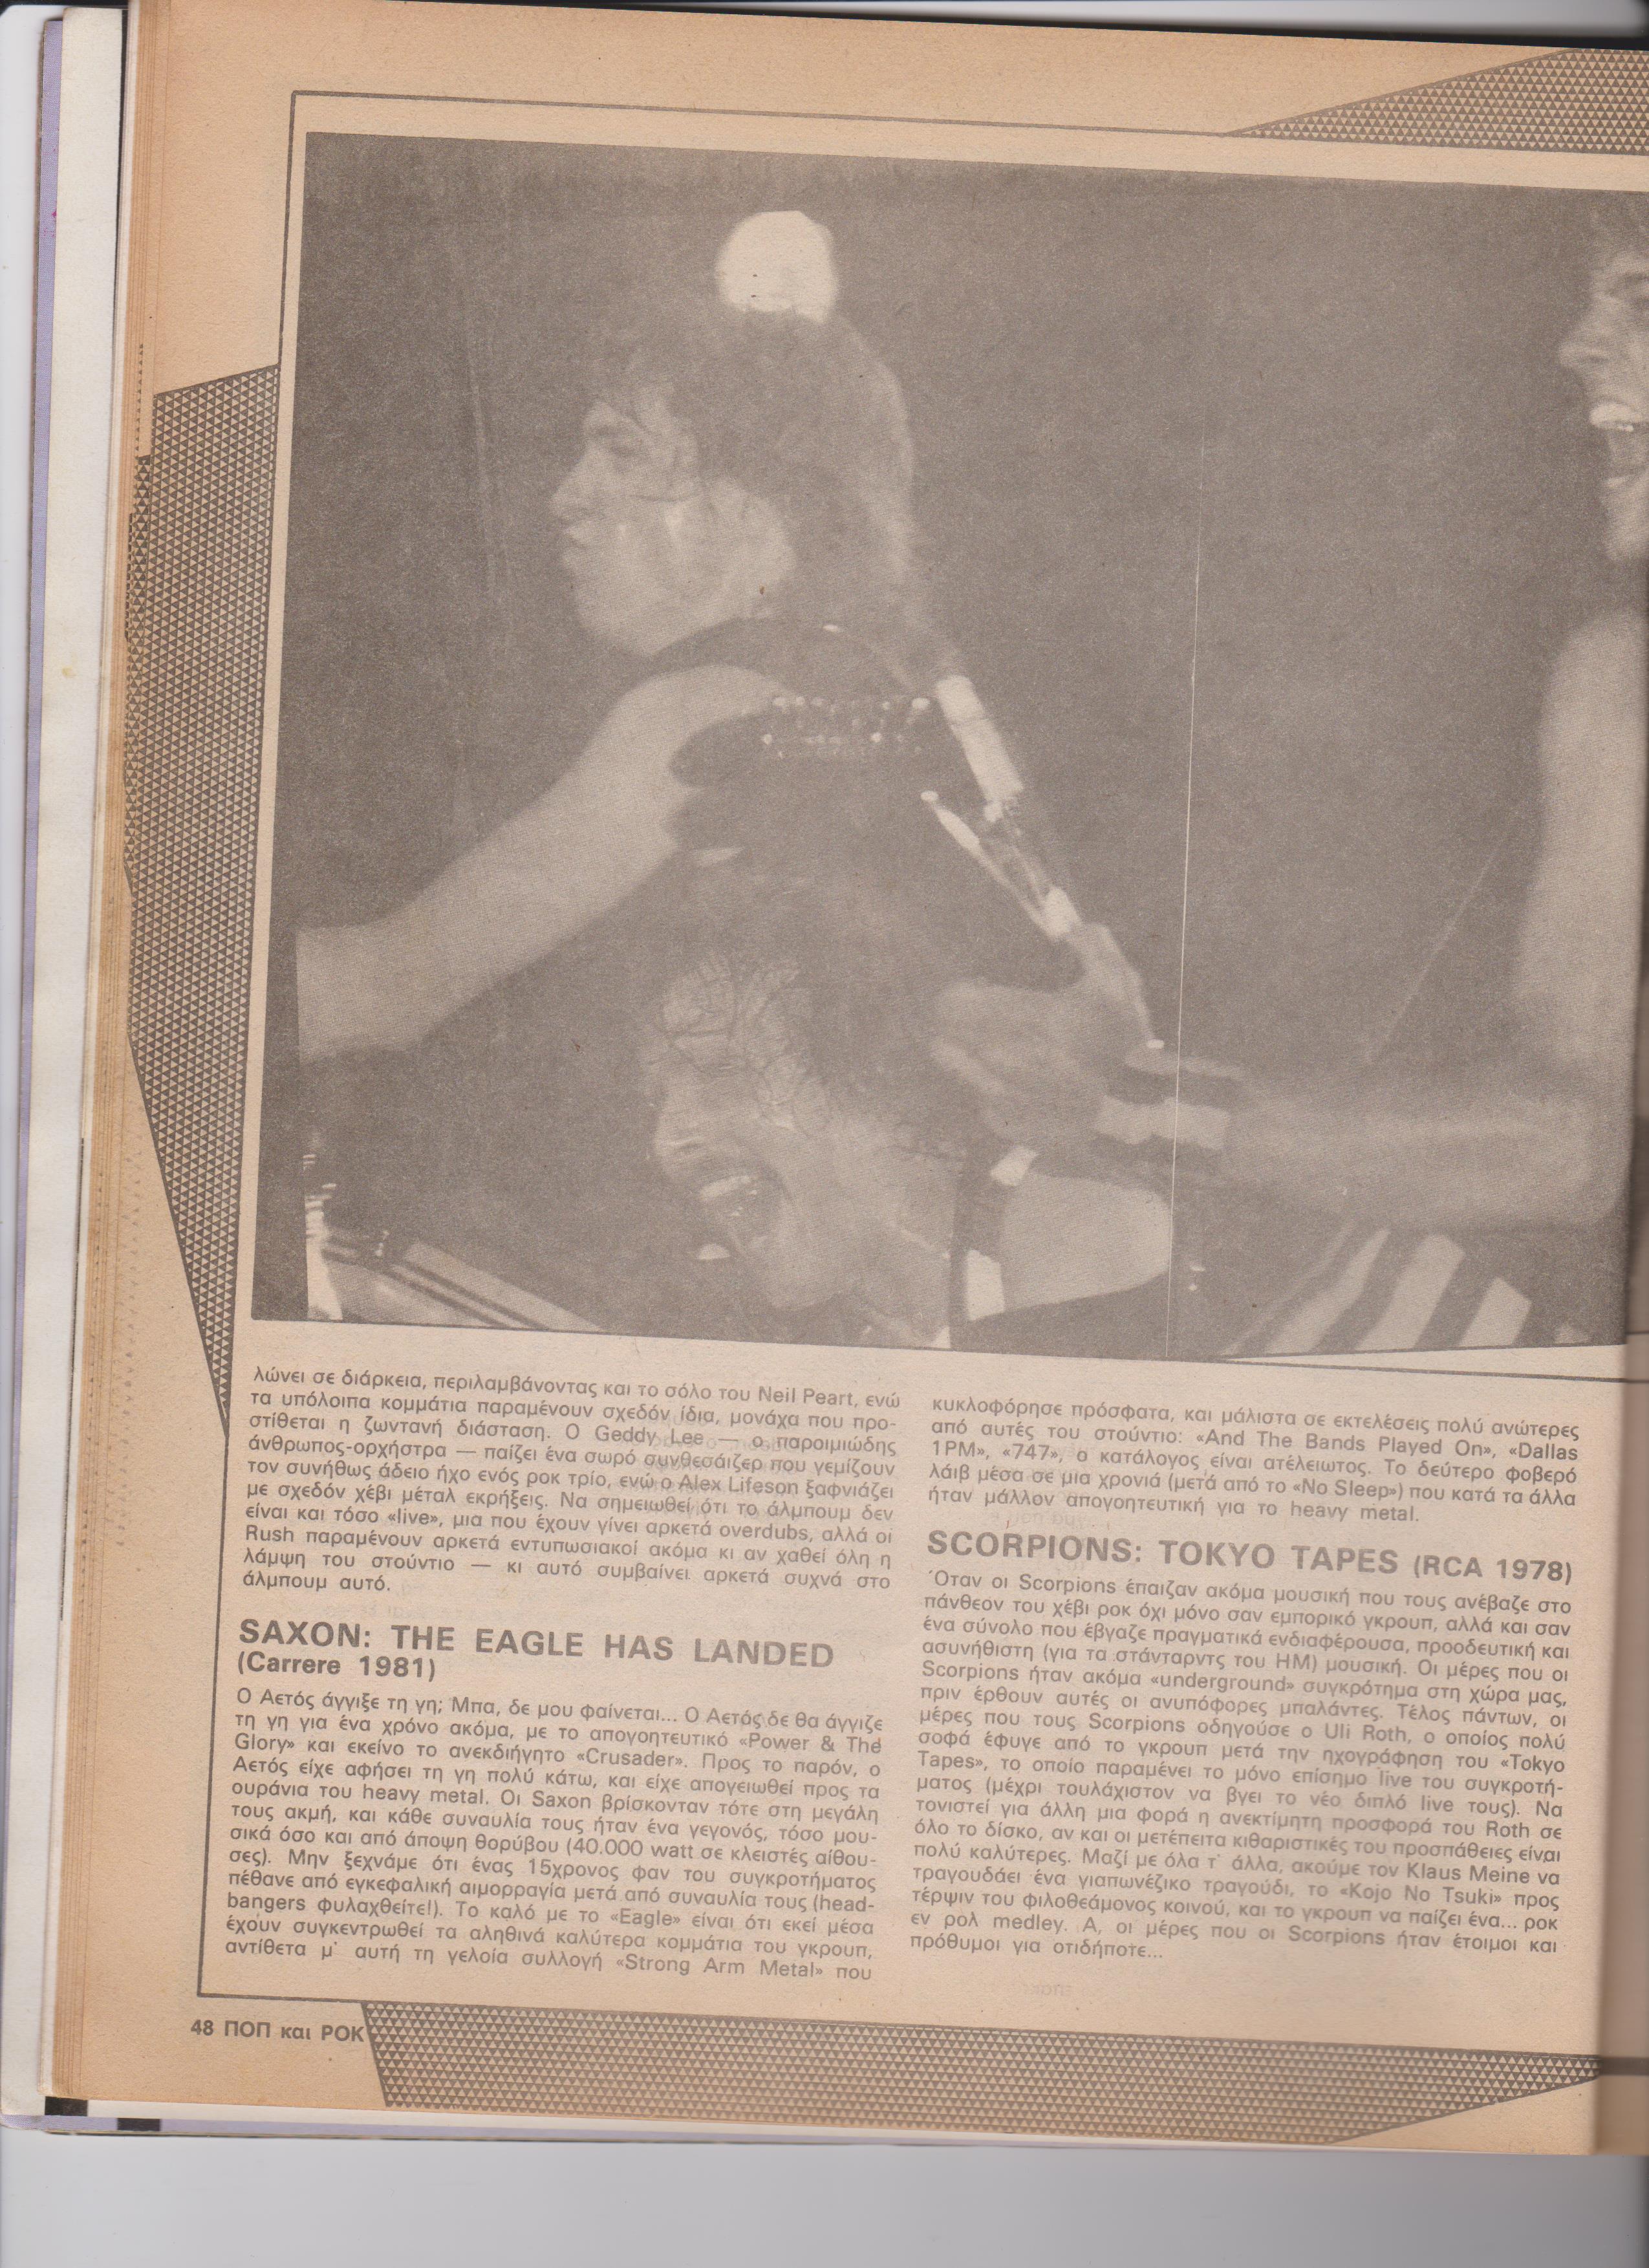 λώνει σε διάρκεια, περιλαμβάνοντας και το σόλο του Neil Peart, ενώ
τα υπόλοιπα κομμάτια παραμένουν σχεδόν ίδια, μονάχα που προ-
στίθεται η ζωντανή διάσταση. Ο Geddy Lee — ο παροιμιώδης
άνθρωπος-ορχήστρα — παίζει ένα σωρό συνθεσάιζερ που γεμίζουν
τον συνήθως άδειο ήχο ενός ροκ τρίο, ενώ ο Alex Lifeson ξαφνιάζει
με σχεδόν χέβι μέταλ εκρήξεις. Να σημειωθεί ότι το άλμπουμ δεν
είναι και τόσο «live», μια που έχουν γίνει αρκετά overdubs, αλλά οι
Rush παραμένουν αρκετά εντυπωσιακοί ακόμα κι αν χαθεί όλη η
λάμψη του στούντιο — κι αυτό συμβαίνει αρκετά συχνά στο
άλμπουμ αυτό.
SAXON: THE EAGLE HAS LANDED
(Carrere 1981)
Ο Αετός άγγιξε τη γη; Μπα, δε μου φαίνεται... Ο Αετός δε θα άγγιζε
τη γη για ένα χρόνο ακόμα, με το απογοητευτικό «Power & The
Glory» και εκείνο το ανεκδιήγητο «Crusader». Προς το παρόν, ο
Αετός είχε αφήσει τη γη πολύ κάτω, και είχε απογειωθεί προς τα
ουράνια του heavy metal. Οι Saxon βρίσκονταν τότε στη μεγάλη
τους ακμή, και κάθε συναυλία τους ήταν ένα γεγονός, τόσο μου-
σικά όσο και από άποψη θορύβου (40.000 watt σε κλειστές αίθου-
σες). Μην ξεχνάμε ότι ένας 15χρονος φαν του συγκροτήματος
πέθανε από εγκεφαλική αιμορραγία μετά από συναυλία τους (head-
bangers φυλαχθείτε!). Το καλό με το «Eagle» είναι ότι εκεί μέσα
έχουν συγκεντρωθεί τα αληθινά καλύτερα κομμάτια του γκρουπ,
αντίθετα μ' αυτή τη γελοία συλλογή «Strong Arm Metal» που
κυκλοφόρησε πρόσφατα, και μάλιστα σε εκτελέσεις πολύ ανώτερες
από αυτές του στούντιο: «And The Bands Played On», «Dallas
1PM», «747», ο κατάλογος είναι ατέλειωτος. Το δεύτερο φοβερό
λάιβ μέσα σε μια χρονιά (μετά από το «No Sleep») που κατά τα άλλα
ήταν μάλλον απογοητευτική για το heavy metal.
SCORPIONS: TOKYO TAPES (RCA 1978)
Όταν οι Scorpions έπαιζαν ακόμα μουσική που τους ανέβαζε στο
πάνθεον του χέβι ροκ όχι μόνο σαν εμπορικό γκρουπ, αλλά και σαν
ένα σύνολο που έβγαζε πραγματικά ενδιαφέρουσα, προοδευτική και
ασυνήθιστη (για τα στάνταρντς του HM) μουσική. Οι μέρες που οι
Scorpions ήταν ακόμα «underground» συγκρότημα στη χώρα μας,
πριν έρθουν αυτές οι ανυπόφορες μπαλάντες. Τέλος πάντων, οι
μέρες που τους Scorpions οδηγούσε ο Uli Roth, ο οποίος πολύ
σοφά έφυγε από το γκρουπ μετά την ηχογράφηση του «Tokyo
Tapes», το οποίο παραμένει το μόνο επίσημο live του συγκροτή-
ματος (μέχρι τουλάχιστον να βγει το νέο διπλό live τους). Να
τονιστεί για άλλη μια φορά η ανεκτίμητη προσφορά του Roth σε
όλο το δίσκο, αν και οι μετέπειτα κιθαριστικές του προσπάθειες είναι
πολύ καλύτερες. Μαζί με όλα τ' άλλα, ακούμε τον Klaus Meine να
τραγουδάει ένα γιαπωνέζικο τραγούδι, το «Kojo No Tsuki» προς
τέρψιν του φιλοθεάμονος κοινού, και το γκρουπ να παίζει ένα... ροκ
εν ρολ medley. Α, οι μέρες που οι Scorpions ήταν έτοιμοι και
πρόθυμοι για οτιδήποτε...
48 ΠΟΠ και ΡΟΚ